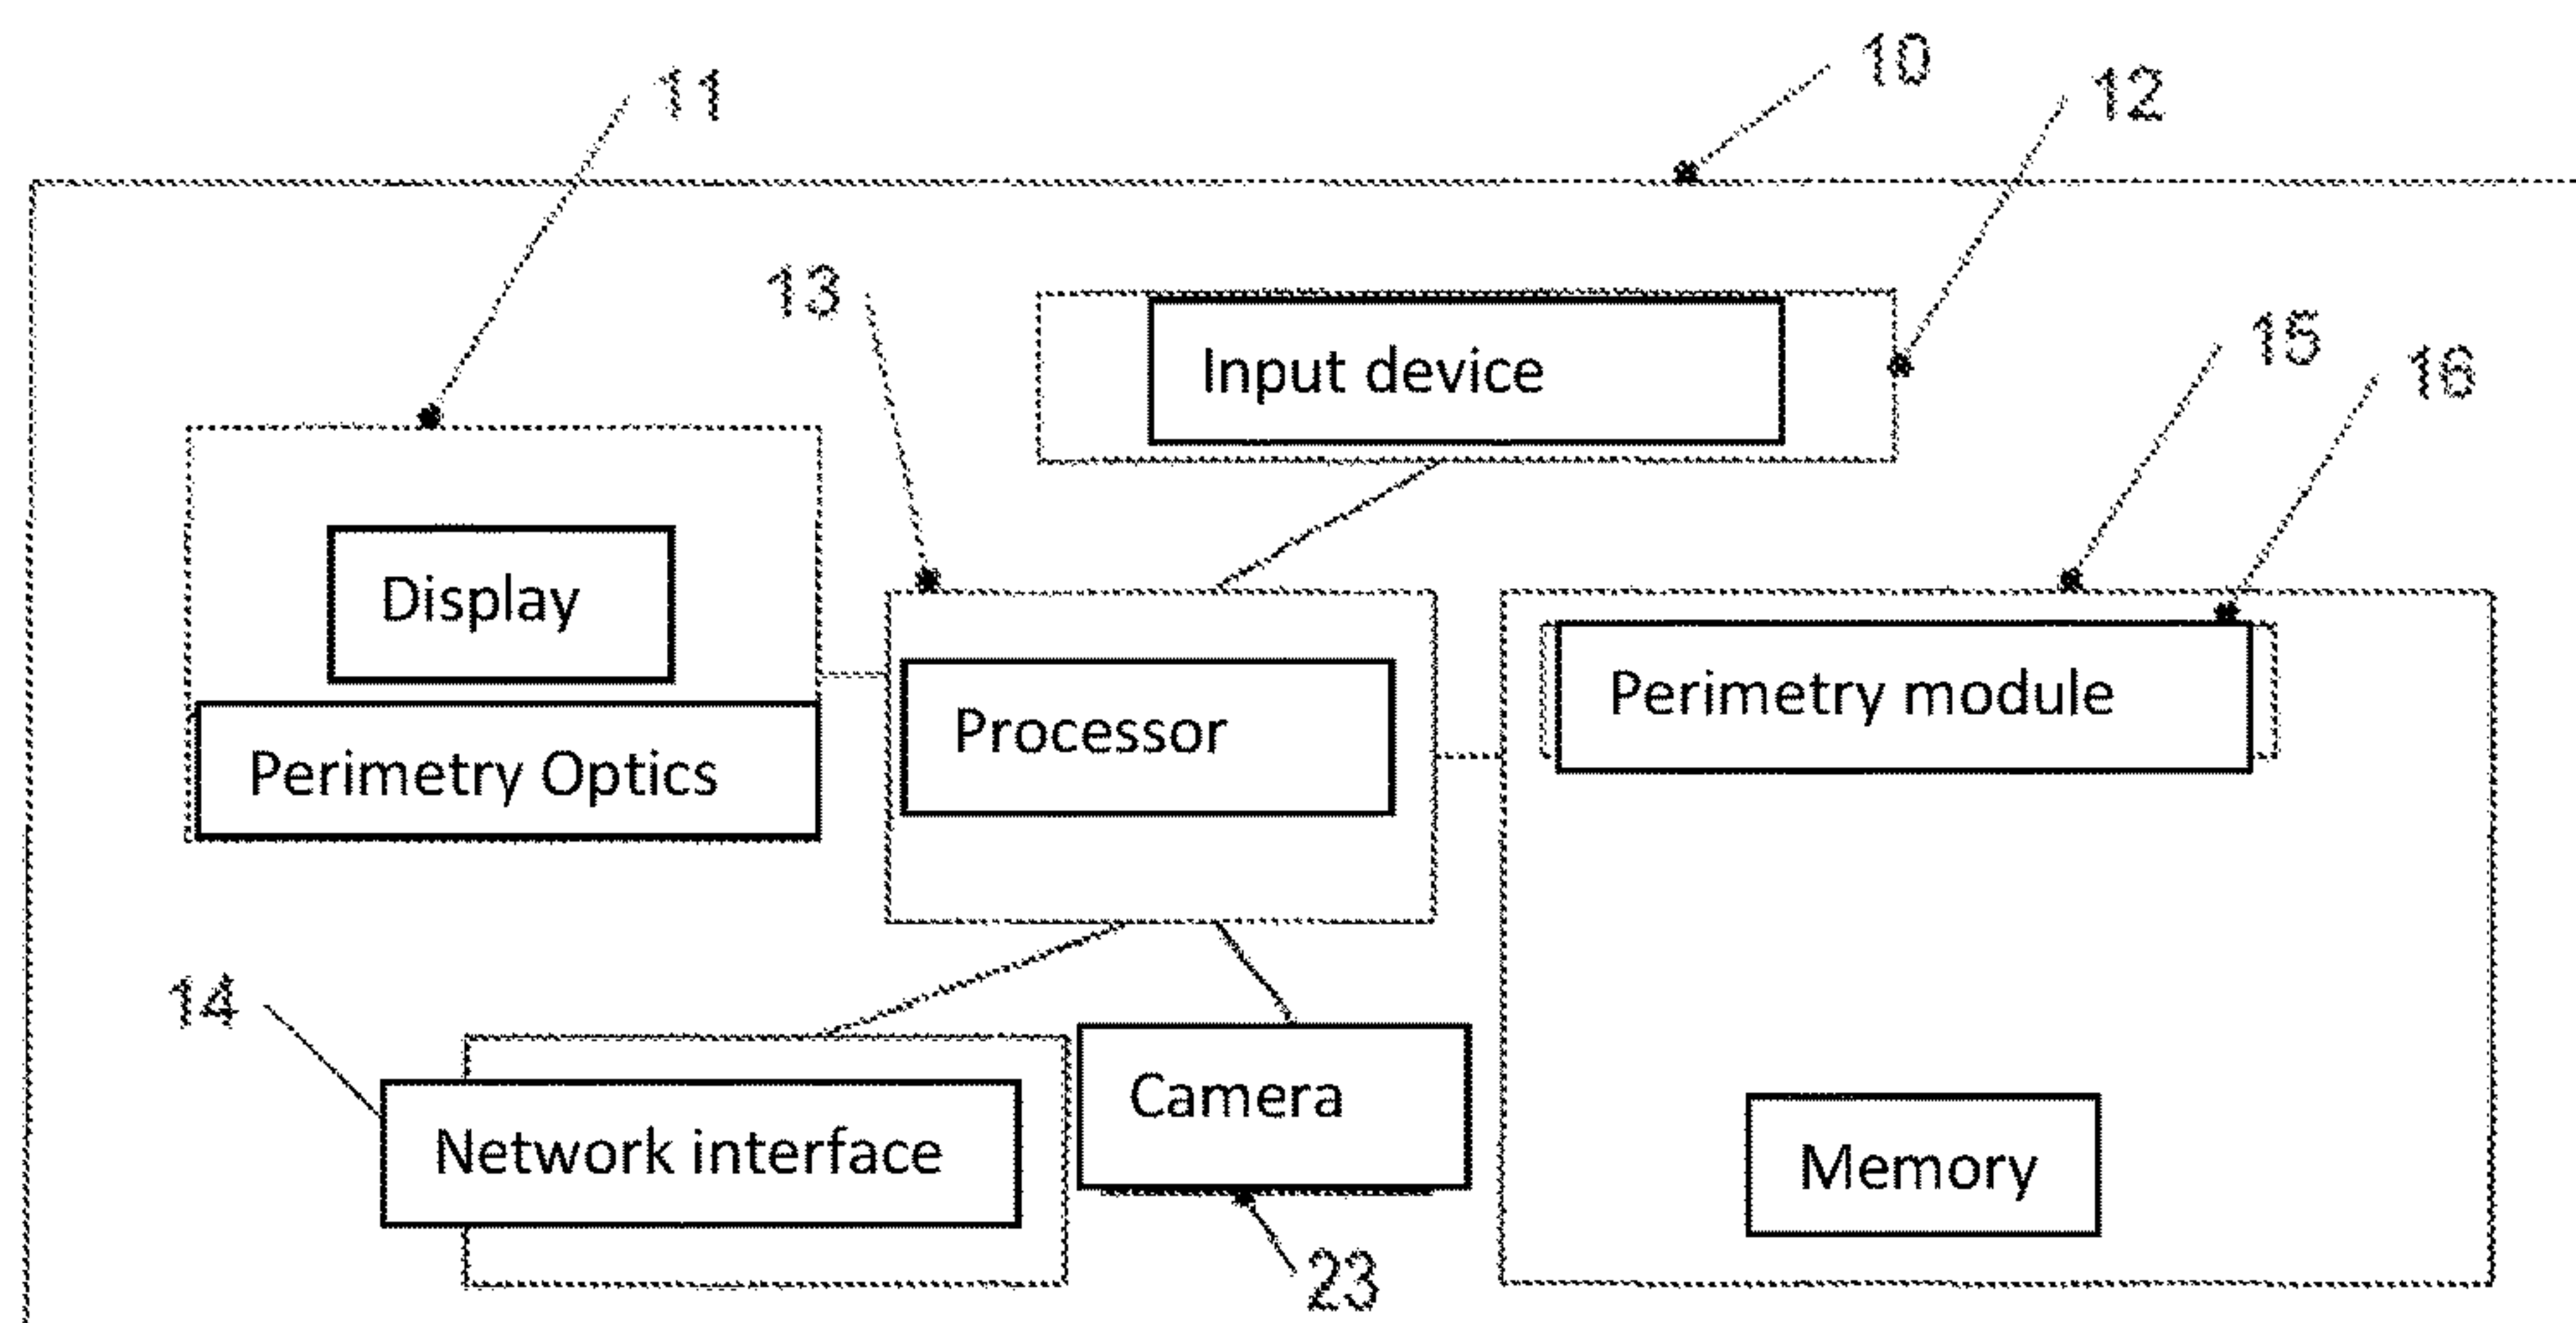 10
11
12
13
Input device
15
16
Display
Perimetry module
Processor
Perimetry Optics
14
Camera
Network interface
Memory
23